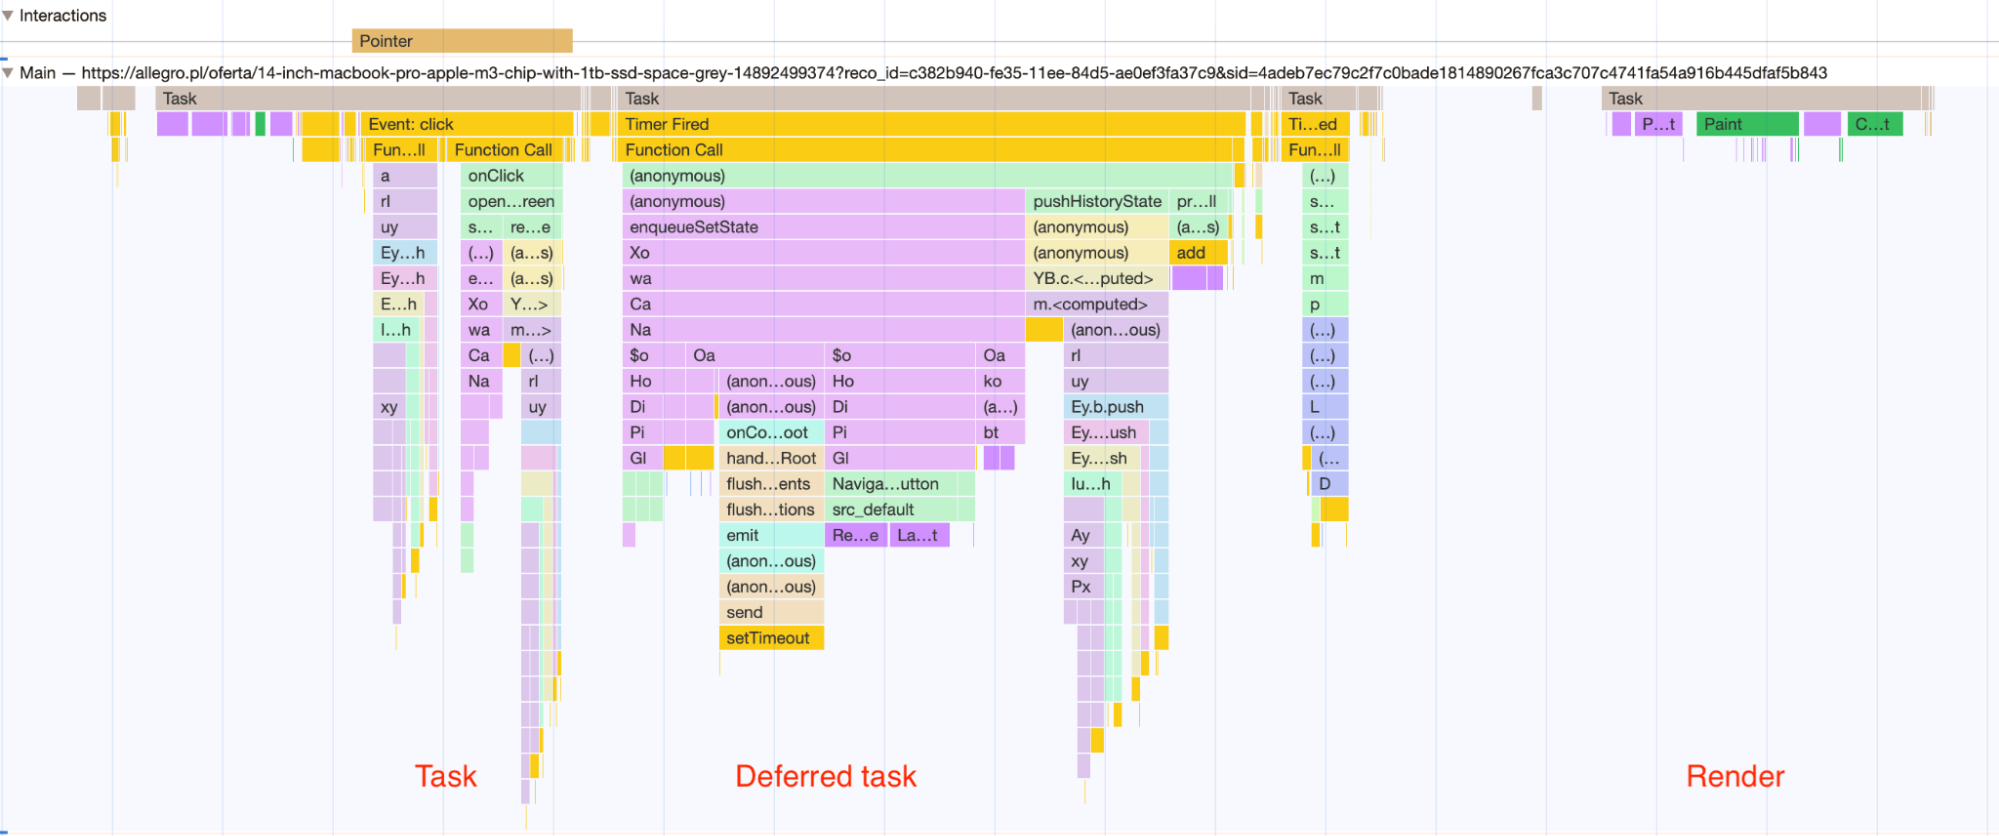 Interactions
Pointer
Main — https://allegro.pl/oferta/14-inch-macbook-pro-apple-m3-chip-with-1tb-ssd-space-grey-14892499374?reco_id=c382b940-fe35-11ee-84d5-ae0ef3fa37c9&sid=4adeb7ec79c2f7c0bade1814890267fca3c707c4741fa54a916b445dfaf5b843
Task Task Task Task
Event: click Timer Fired Ti…ed P…t Paint C…t
Fun…ll Function Call Function Call Fun…ll
a onClick (anonymous) (…)
rl open…reen (anonymous) pushHistoryState pr…ll s…
uy s… re…e enqueueSetState (anonymous) (a…s) s…t
Ey…h (…) (a…s) Xo (anonymous) add s…t
Ey…h e… (a…s) wa YB.c.<…puted> m
E…h Xo Y…> Ca m.<computed> p
I…h wa m…> Na (anon…ous) (…)
Ca (…) $o Oa $o Oa rl (…)
Na rl Ho (anon…ous) Ho ko uy (…)
xy uy Di (anon…ous) Di (a…) Ey.b.push L
Pi onCo…oot Pi bt Ey.…ush (…)
Gl hand…Root Gl Ey.…sh (…
flush…ents Naviga…utton Iu…h D
flush…tions src_default
emit Re…e La…t Ay
(anon…ous) xy
(anon…ous) Px
send
setTimeout
Task Deferred task Render